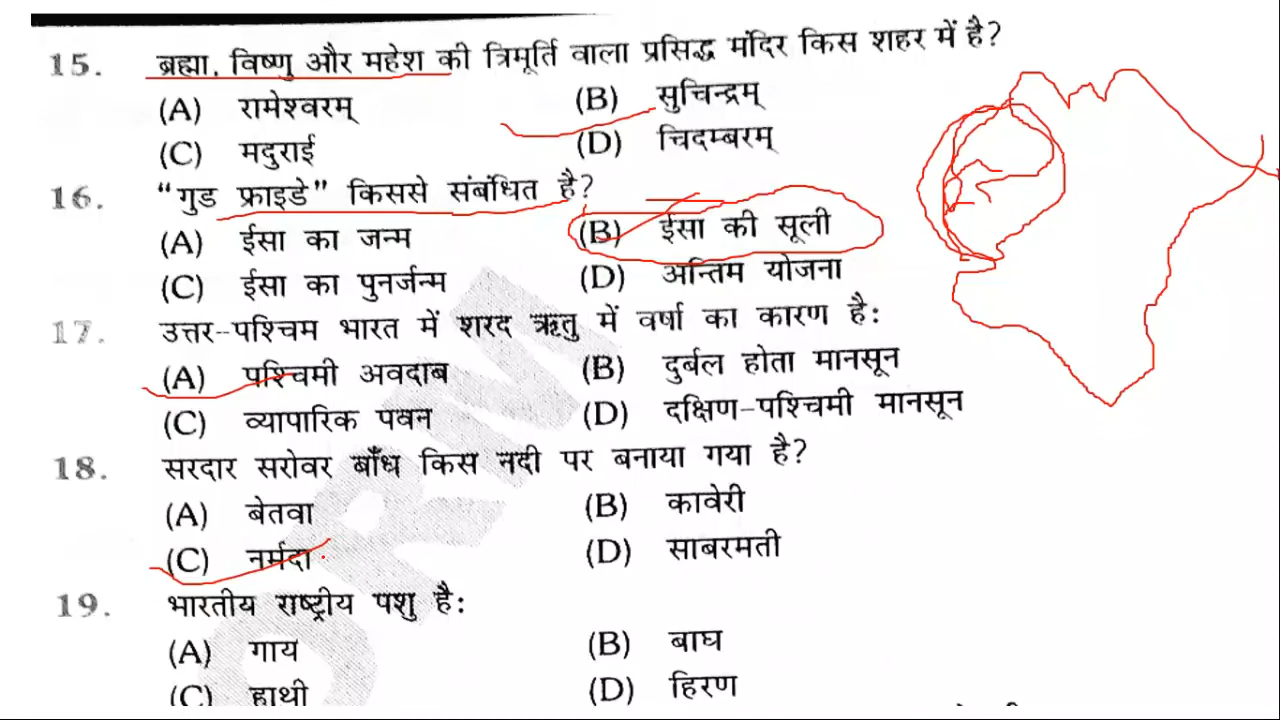 15. ब्रह्मा, विष्णु और महेश की त्रिमूर्ति वाला प्रसिद्ध मंदिर किस शहर में है?
(A) रामेश्वरम् (B) सुचिन्द्रम्
(C) मदुराई (D) चिदम्बरम्
16. “गुड फ्राइडे” किससे संबंधित है?
(A) ईसा का जन्म (B) ईसा की सूली
(C) ईसा का पुनर्जन्म (D) अन्तिम योजना
17. उत्तर-पश्चिम भारत में शरद ऋतु में वर्षा का कारण है:
(A) पश्चिमी अवदाब (B) दुर्बल होता मानसून
(C) व्यापारिक पवन (D) दक्षिण-पश्चिमी मानसून
18. सरदार सरोवर बाँध किस नदी पर बनाया गया है?
(A) बेतवा (B) कावेरी
(C) नर्मदा (D) साबरमती
19. भारतीय राष्ट्रीय पशु है:
(A) गाय (B) बाघ
(C) हाथी (D) हिरण